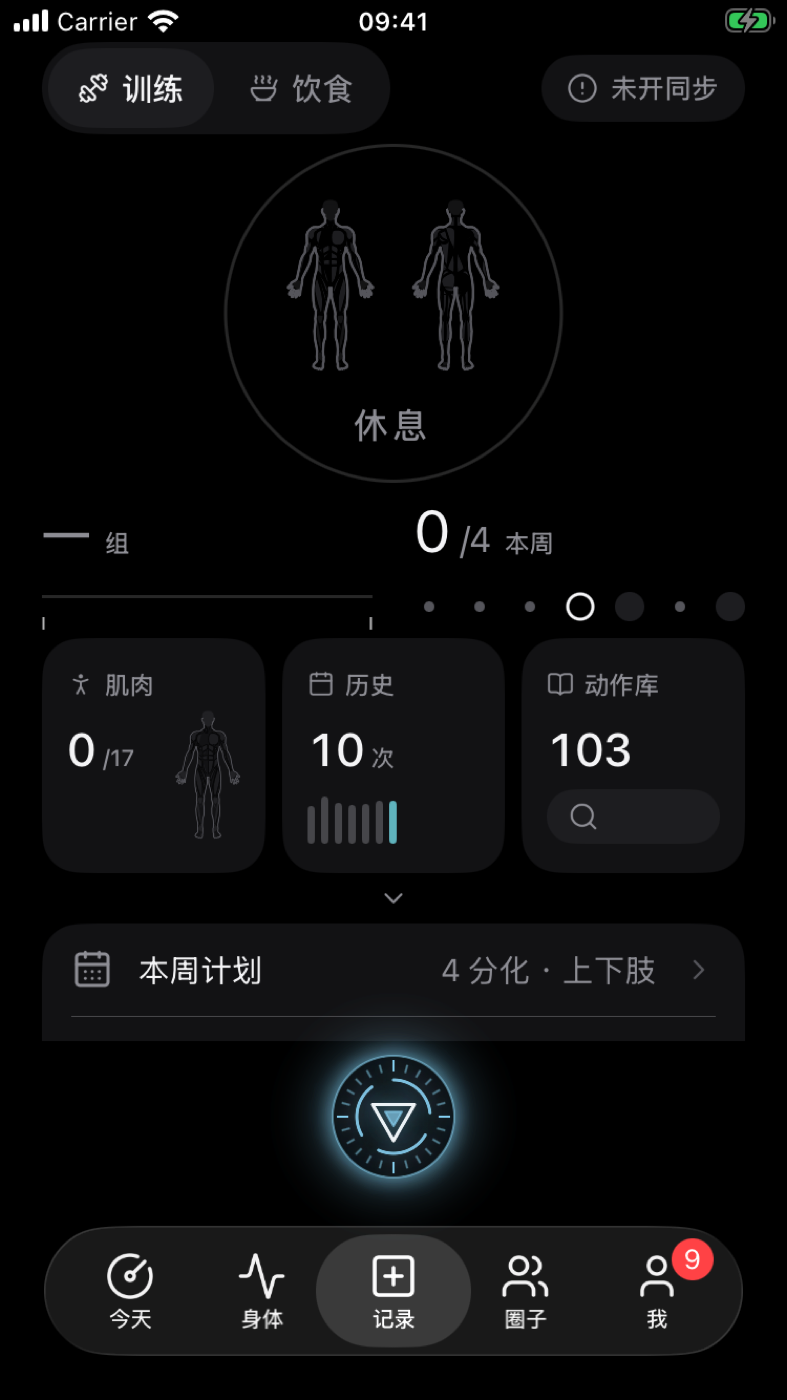 Carrier 09:41
训练 饮食 未开同步
休息
— 组 0 /4 本周
肌肉 历史 动作库
0 /17 10 次 103
本周计划 4 分化 · 上下肢
9
今天 身体 记录 圈子 我